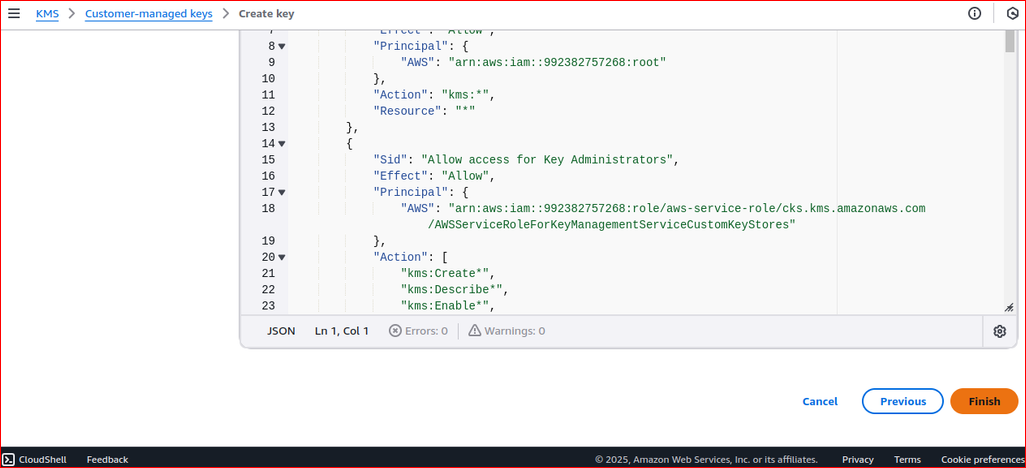 KMS > Customer-managed keys > Create key
7 "Effect": "Allow",
8 "Principal": {
9 "AWS": "arn:aws:iam::992382757268:root"
10 },
11 "Action": "kms:*",
12 "Resource": "*"
13 },
14 {
15 "Sid": "Allow access for Key Administrators",
16 "Effect": "Allow",
17 "Principal": {
18 "AWS": "arn:aws:iam::992382757268:role/aws-service-role/cks.kms.amazonaws.com
/AWSServiceRoleForKeyManagementServiceCustomKeyStores"
19 },
20 "Action": [
21 "kms:Create*",
22 "kms:Describe*",
23 "kms:Enable*",
JSON Ln 1, Col 1 Errors: 0 Warnings: 0
Cancel Previous Finish
CloudShell Feedback © 2025, Amazon Web Services, Inc. or its affiliates. Privacy Terms Cookie preferences